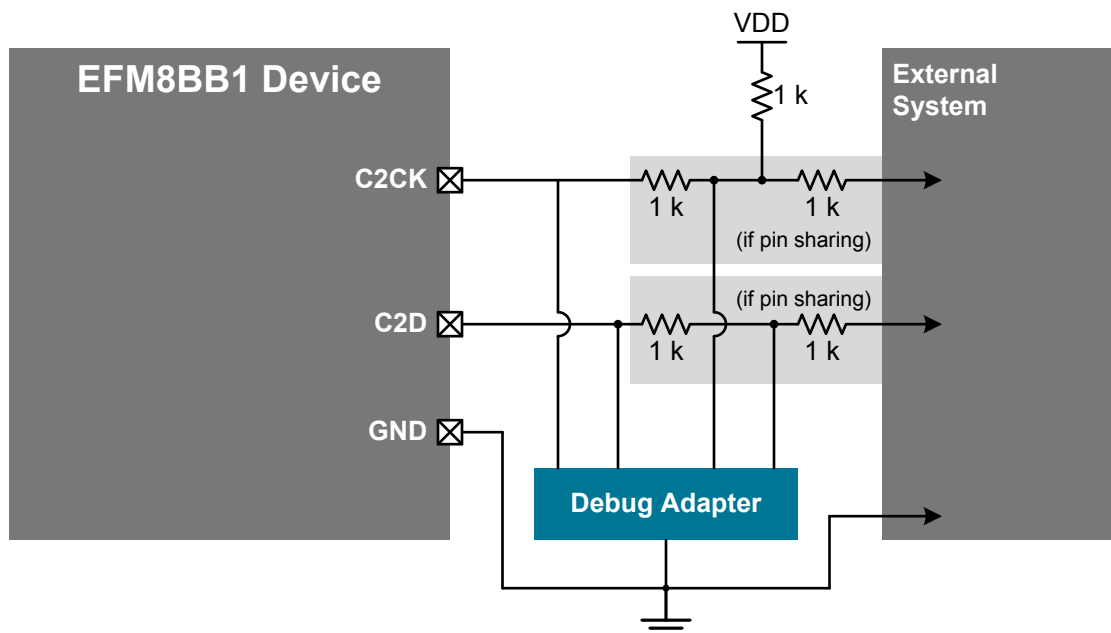 VDD
EFM8BB1 Device
External
System
1 k
C2CK
1 k
1 k
(if pin sharing)
(if pin sharing)
C2D
1 k
1 k
GND
Debug Adapter